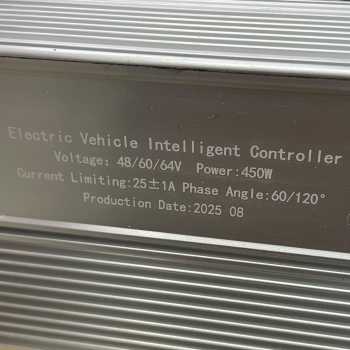 Electric Vehicle Intelligent Controller
Voltage: 48/60/64V Power:450W
Current Limiting:25±1A Phase Angle:60/120°
Production Date:2025 08